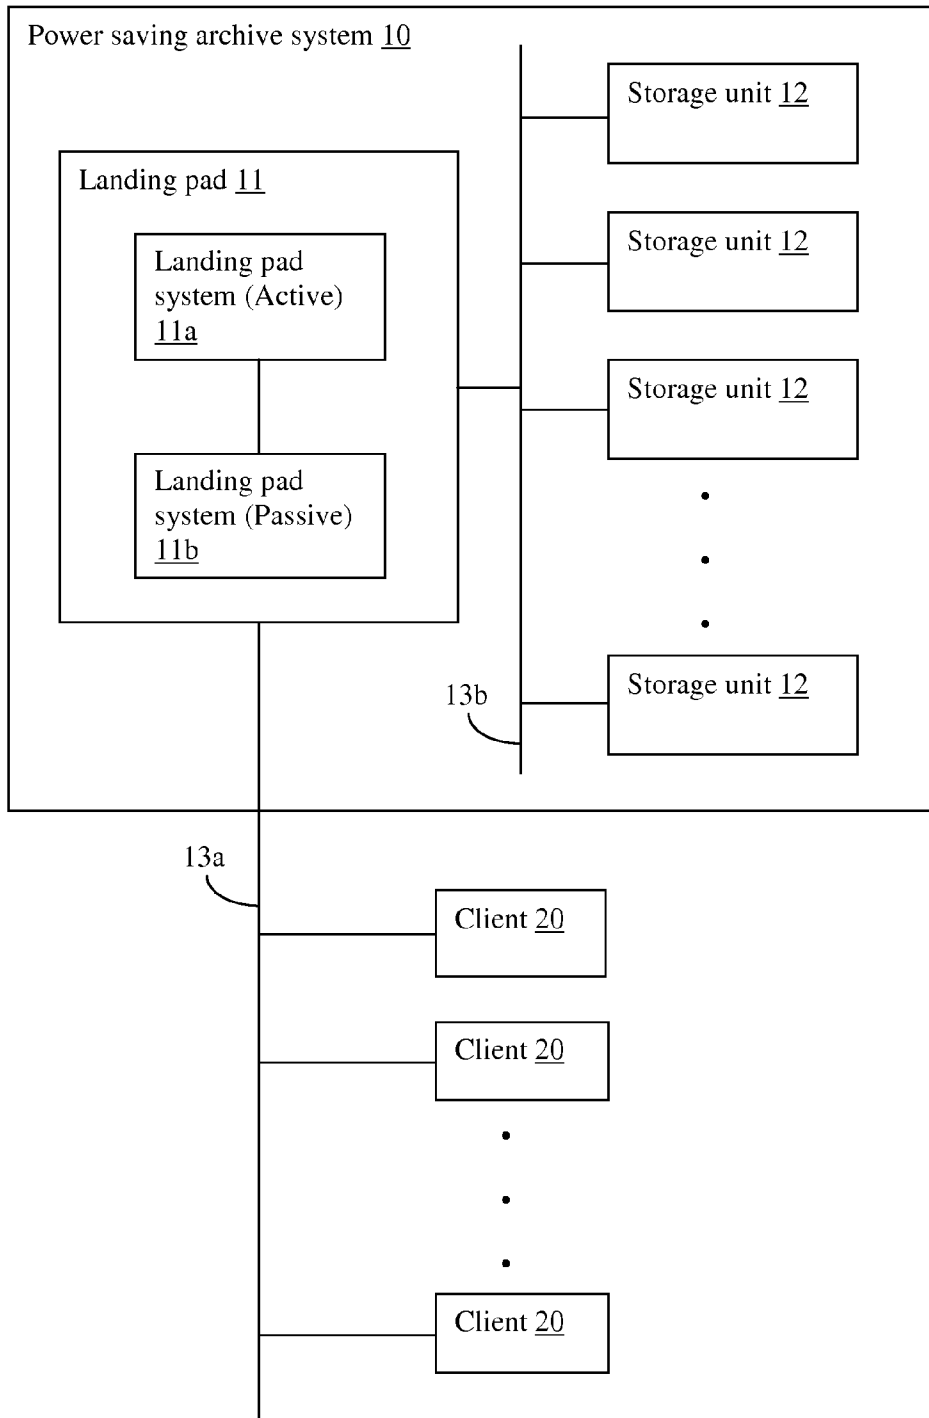 Power saving archive system 10
Storage unit 12
Landing pad 11
Storage unit 12
Landing pad
system (Active)
11a
Storage unit 12
Landing pad
system (Passive)
11b
Storage unit 12
13b
13a
Client 20
Client 20
Client 20